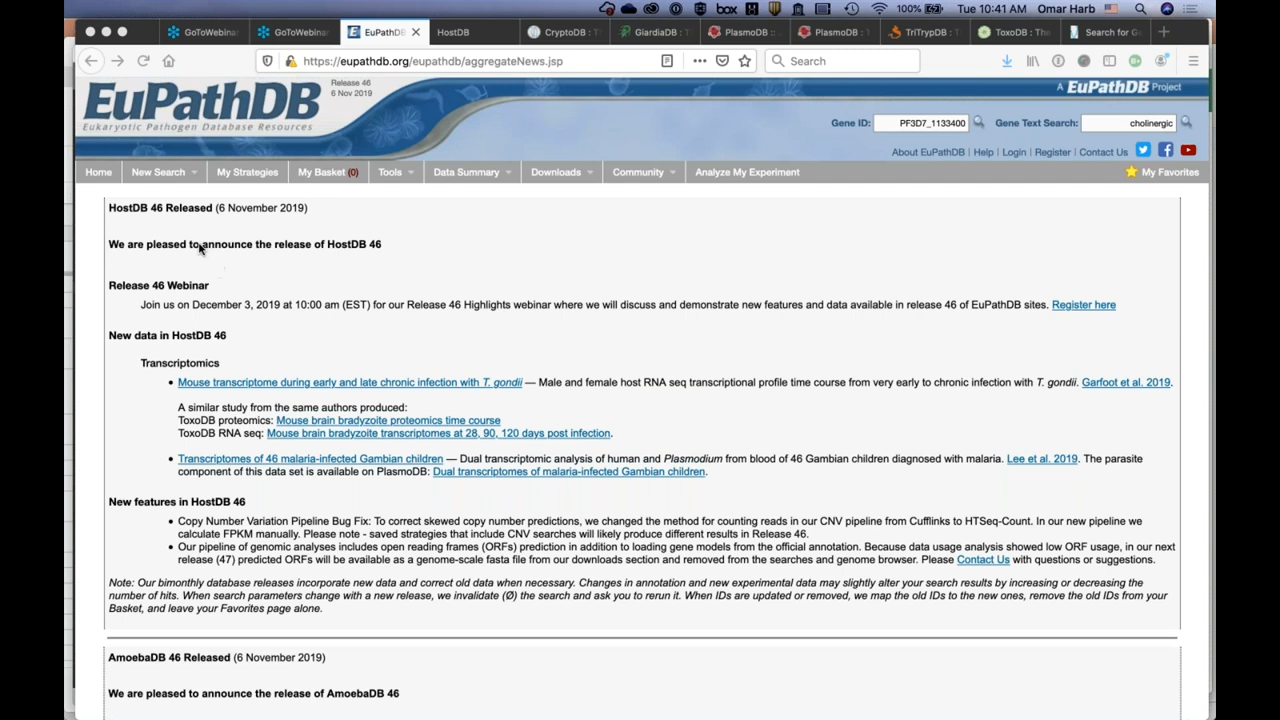 box
100%
Tue 10:41 AM
Omar Harb
GoToWebinar
GoToWebinar
EuPathDB
HostDB
CryptoDB : T
GiardiaDB : T
PlasmoDB ::
PlasmoDB : T
TriTrypDB : T
ToxoDB : The
Search for Ge
https://eupathdb.org/eupathdb/aggregateNews.jsp
Search
EuPathDB
Eukaryotic Pathogen Database Resources
Release 46
6 Nov 2019
A EuPathDB Project
Gene ID: PF3D7_1133400 Gene Text Search: cholinergic
About EuPathDB | Help | Login | Register | Contact Us
Home New Search My Strategies My Basket (0) Tools Data Summary Downloads Community Analyze My Experiment My Favorites
HostDB 46 Released (6 November 2019)
We are pleased to announce the release of HostDB 46
Release 46 Webinar
Join us on December 3, 2019 at 10:00 am (EST) for our Release 46 Highlights webinar where we will discuss and demonstrate new features and data available in release 46 of EuPathDB sites. Register here
New data in HostDB 46
Transcriptomics
• Mouse transcriptome during early and late chronic infection with T. gondii — Male and female host RNA seq transcriptional profile time course from very early to chronic infection with T. gondii. Garfoot et al. 2019.
A similar study from the same authors produced:
ToxoDB proteomics: Mouse brain bradyzoite proteomics time course
ToxoDB RNA seq: Mouse brain bradyzoite transcriptomes at 28, 90, 120 days post infection.
• Transcriptomes of 46 malaria-infected Gambian children — Dual transcriptomic analysis of human and Plasmodium from blood of 46 Gambian children diagnosed with malaria. Lee et al. 2019. The parasite
component of this data set is available on PlasmoDB: Dual transcriptomes of malaria-infected Gambian children.
New features in HostDB 46
• Copy Number Variation Pipeline Bug Fix: To correct skewed copy number predictions, we changed the method for counting reads in our CNV pipeline from Cufflinks to HTSeq-Count. In our new pipeline we
calculate FPKM manually. Please note - saved strategies that include CNV searches will likely produce different results in Release 46.
• Our pipeline of genomic analyses includes open reading frames (ORFs) prediction in addition to loading gene models from the official annotation. Because data usage analysis showed low ORF usage, in our next
release (47) predicted ORFs will be available as a genome-scale fasta file from our downloads section and removed from the searches and genome browser. Please Contact Us with questions or suggestions.
Note: Our bimonthly database releases incorporate new data and correct old data when necessary. Changes in annotation and new experimental data may slightly alter your search results by increasing or decreasing the
number of hits. When search parameters change with a new release, we invalidate (Ø) the search and ask you to rerun it. When IDs are updated or removed, we map the old IDs to the new ones, remove the old IDs from your
Basket, and leave your Favorites page alone.
AmoebaDB 46 Released (6 November 2019)
We are pleased to announce the release of AmoebaDB 46